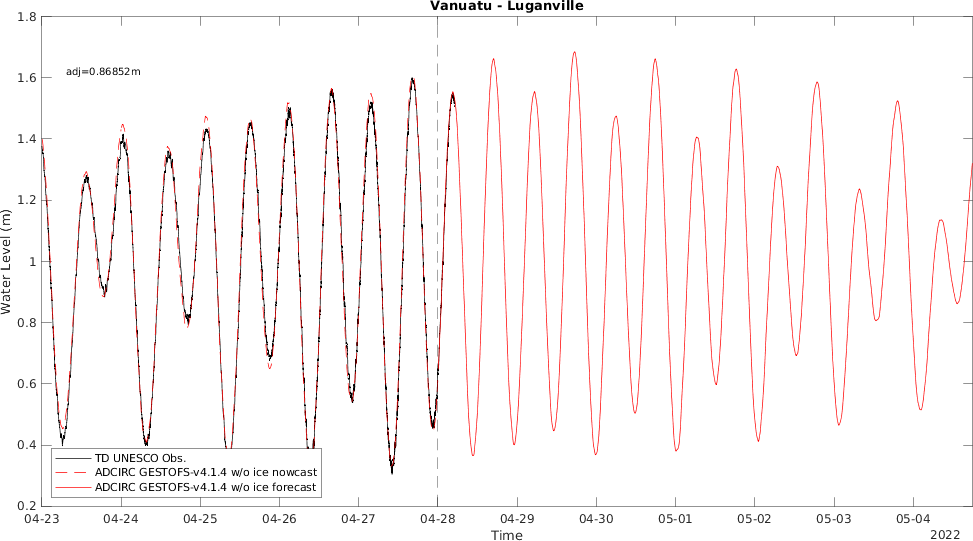 Vanuatu - Luganville
1.8
1.6
1.4
1.2
1
0.8
0.6
0.4
0.2
Water Level (m)
adj=0.86852m
TD UNESCO Obs.
ADCIRC GESTOFS-v4.1.4 w/o ice nowcast
ADCIRC GESTOFS-v4.1.4 w/o ice forecast
04-23 04-24 04-25 04-26 04-27 04-28 04-29 04-30 05-01 05-02 05-03 05-04
Time
2022